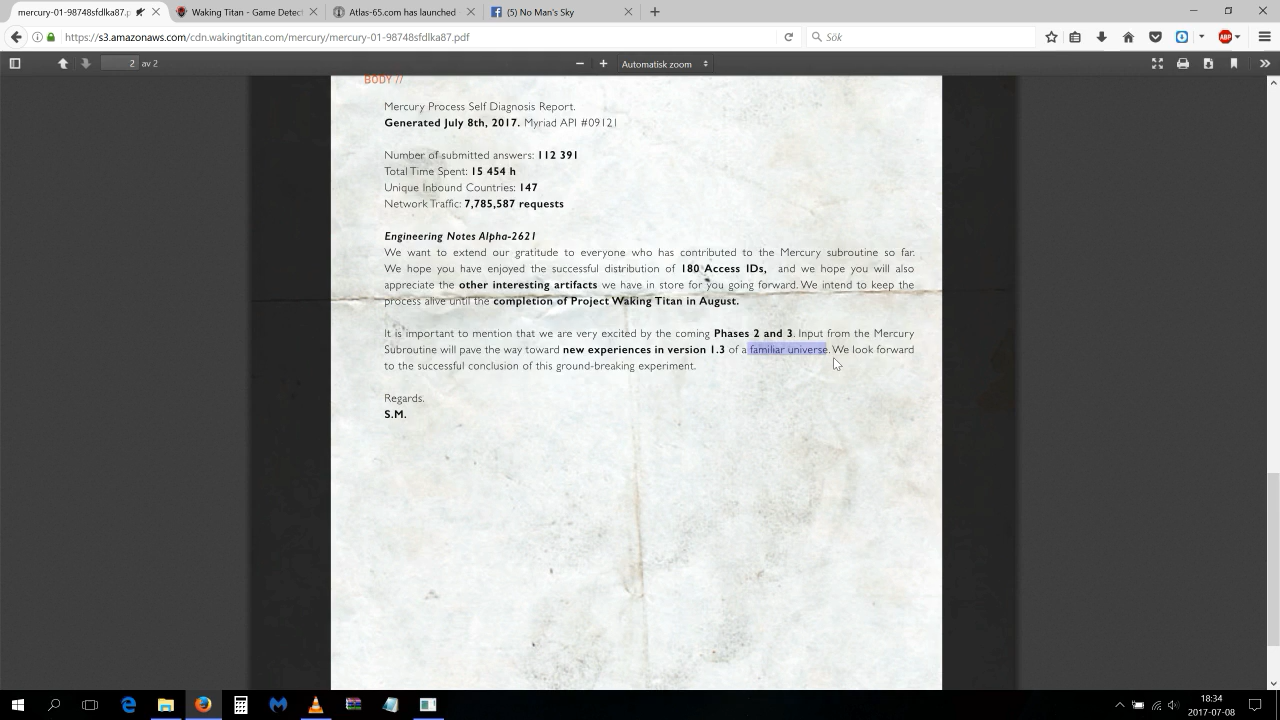 mercury-01-98748sfdlka87.p
Waking Titan - Game Detect
Atlas-65.com has launched
(5) No Man's Sky
https://s3.amazonaws.com/cdn.wakingtitan.com/mercury/mercury-01-98748sfdlka87.pdf
Sök
ABP
2 av 2
Automatisk zoom
BODY //
Mercury Process Self Diagnosis Report.
Generated July 8th, 2017. Myriad API #09121
Number of submitted answers: 112 391
Total Time Spent: 15 454 h
Unique Inbound Countries: 147
Network Traffic: 7,785,587 requests
Engineering Notes Alpha-2621
We want to extend our gratitude to everyone who has contributed to the Mercury subroutine so far.
We hope you have enjoyed the successful distribution of 180 Access IDs, and we hope you will also
appreciate the other interesting artifacts we have in store for you going forward. We intend to keep the
process alive until the completion of Project Waking Titan in August.
It is important to mention that we are very excited by the coming Phases 2 and 3. Input from the Mercury
Subroutine will pave the way toward new experiences in version 1.3 of a familiar universe. We look forward
to the successful conclusion of this ground-breaking experiment.
Regards.
S.M.
18:34
2017-07-08